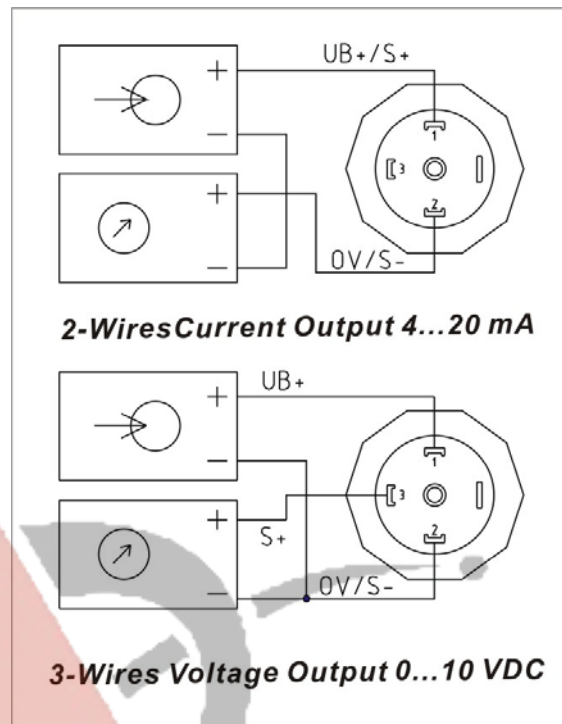 UB+/S+
+
1
−
3
+
2
0V/S-
−
2-WiresCurrent Output 4...20 mA
UB+
+
1
−
3
+
S+
2
0V/S-
−
3-Wires Voltage Output 0...10 VDC